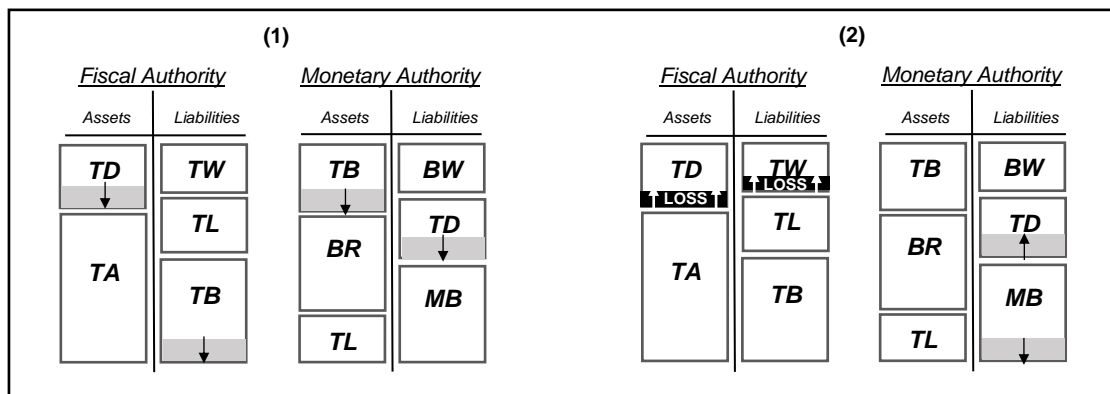 (1)
Fiscal Authority
Assets
Liabilities
TD
TA
TW
TL
TB
Monetary Authority
Assets
Liabilities
TB
BR
TL
BW
TD
MB
(2)
Fiscal Authority
Assets
Liabilities
TD
LOSS
TA
TW
LOSS
TL
TB
Monetary Authority
Assets
Liabilities
TB
BR
TL
BW
TD
MB